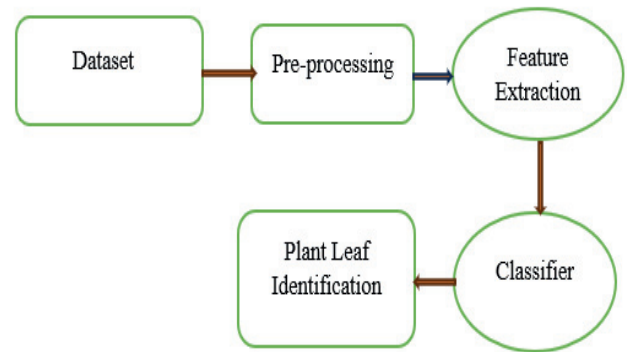 Dataset
Pre-processing
Feature
Extraction
Classifier
Plant Leaf
Identification